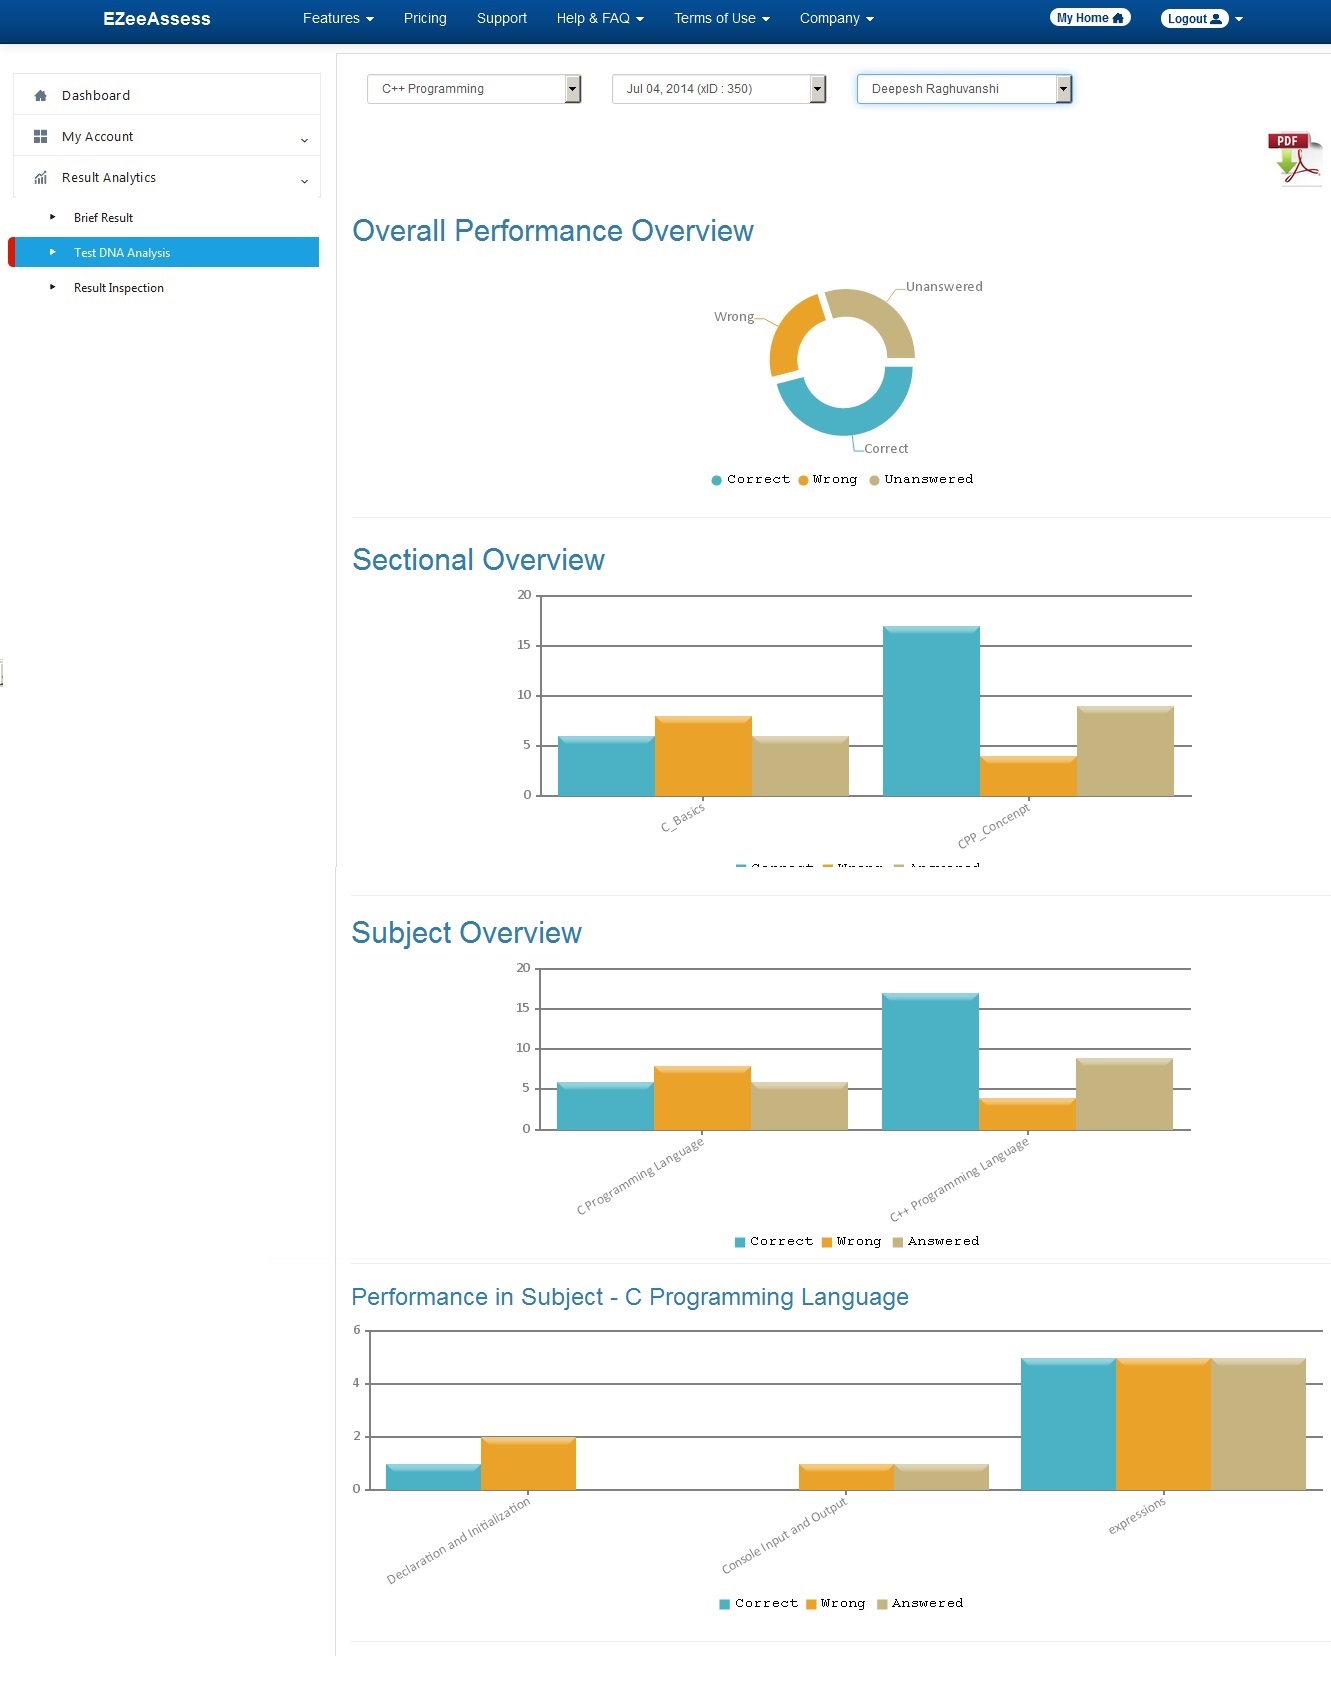 EZeeAssess
Features Pricing Support Help & FAQ Terms of Use Company My Home Logout
Dashboard
My Account
Result Analytics
Brief Result
Test DNA Analysis
Result Inspection
C++ Programming Jul 04, 2014 (xID : 350) Deepesh Raghuvanshi
PDF
Overall Performance Overview
Unanswered
Wrong
Correct
Correct Wrong Unanswered
Sectional Overview
20
15
10
5
0
C_Basics CPP_Concenpt
Correct Wrong Answered
Subject Overview
20
15
10
5
0
C Programming Language C++ Programming Language
Correct Wrong Answered
Performance in Subject - C Programming Language
6
4
2
0
Declaration and Initialization Console Input and Output expressions
Correct Wrong Answered